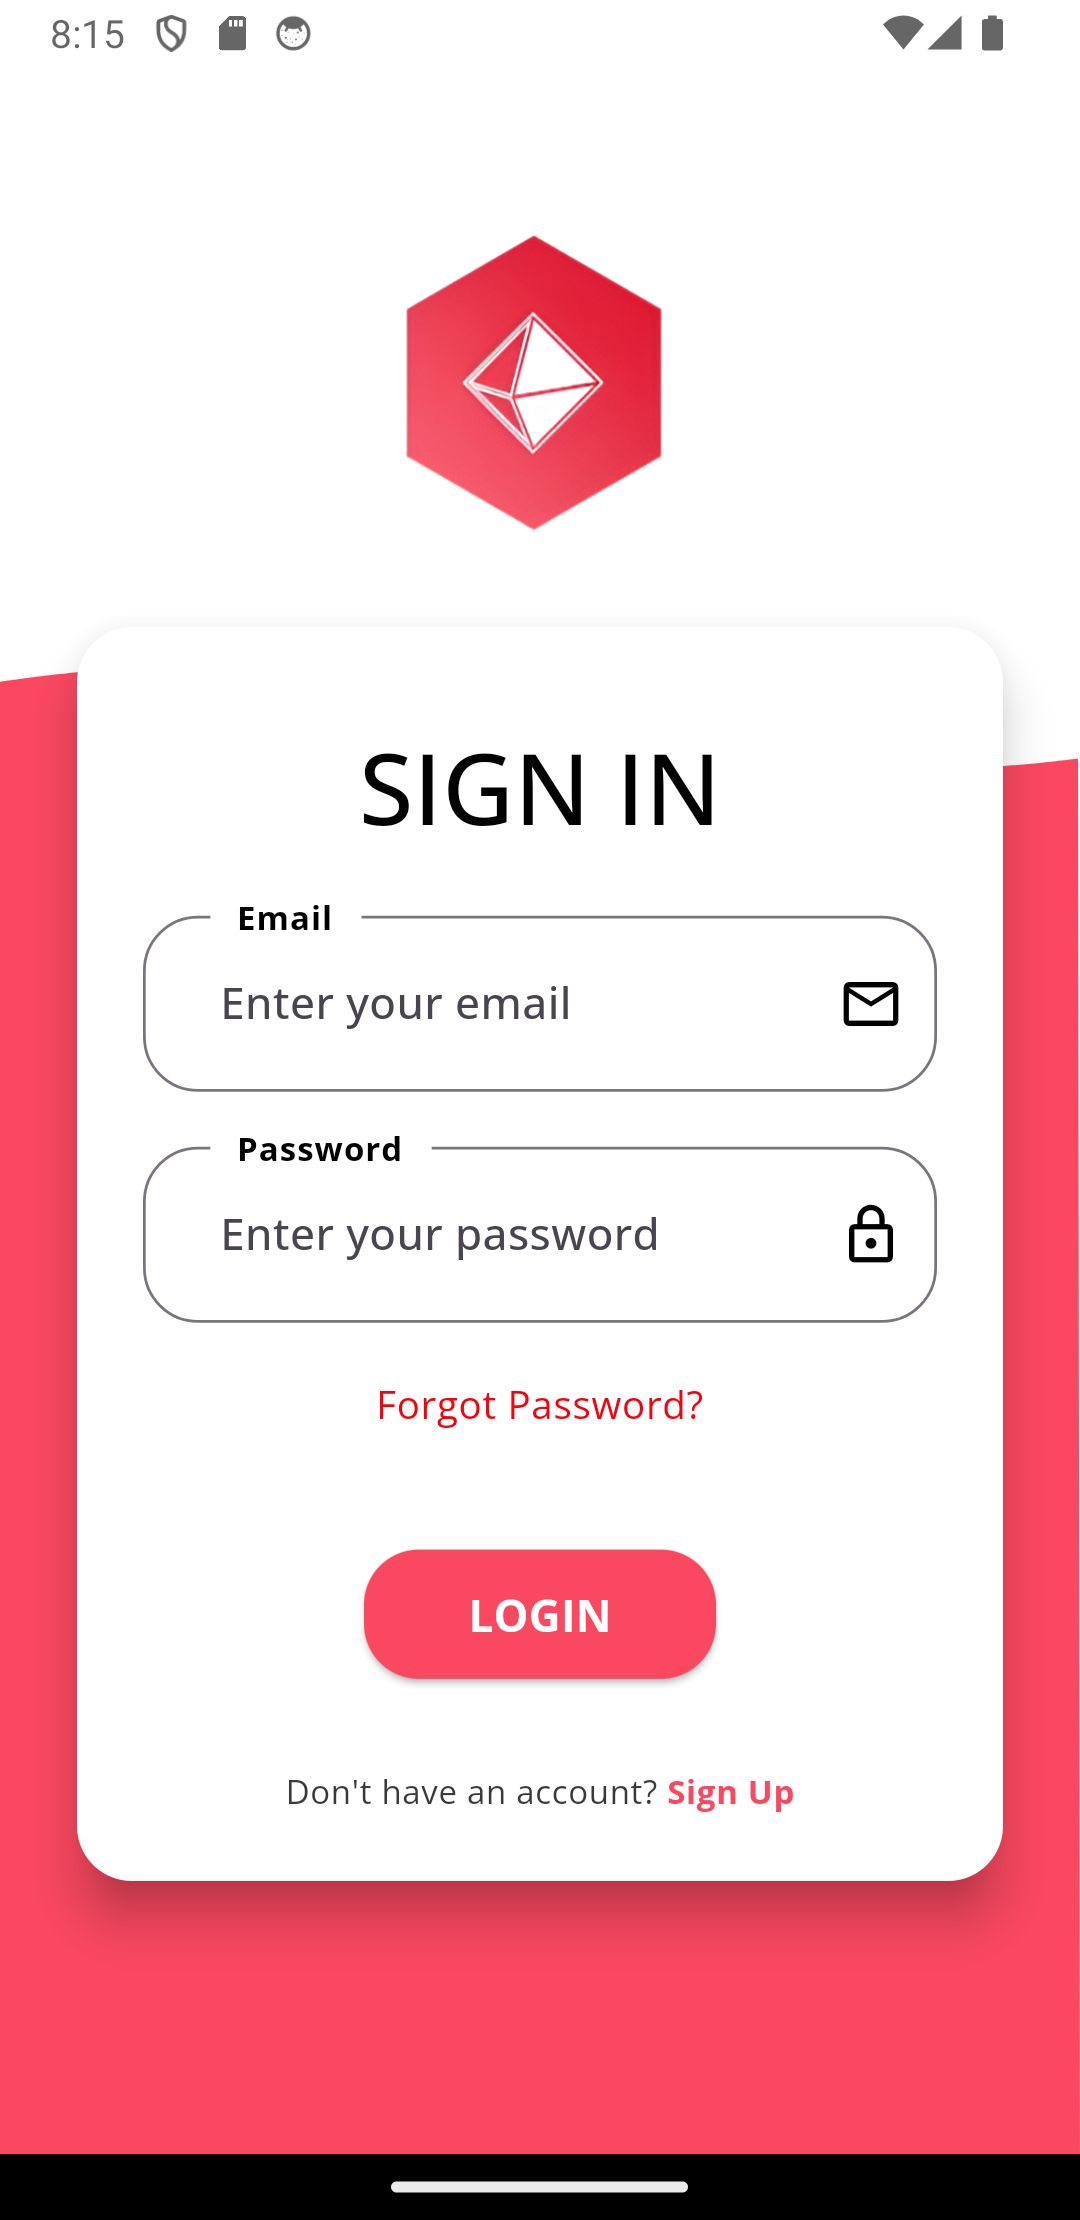 8:15
SIGN IN
Email
Enter your email
Password
Enter your password
Forgot Password?
LOGIN
Don't have an account? Sign Up